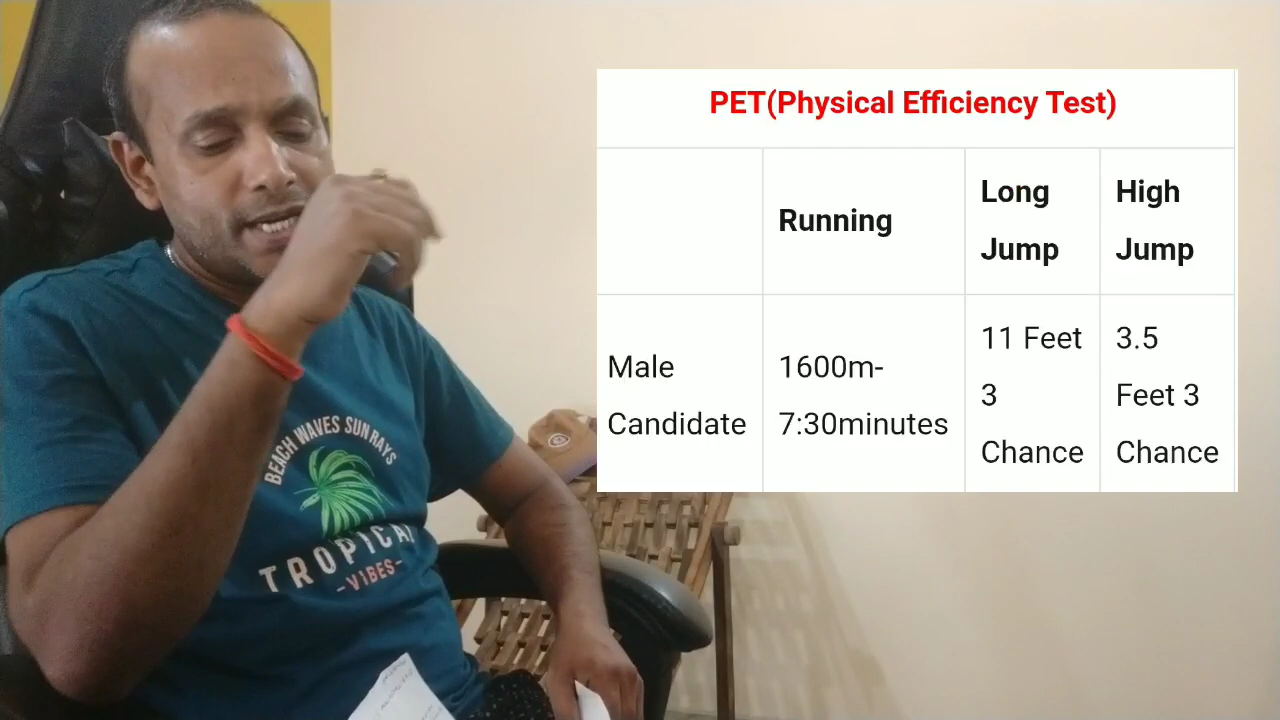 PET(Physical Efficiency Test)
Running
Long
Jump
High
Jump
Male
Candidate
1600m-
7:30minutes
11 Feet
3
Chance
3.5
Feet 3
Chance
BEACH WAVES SUN RAYS
TROPICAL
-VIBES-